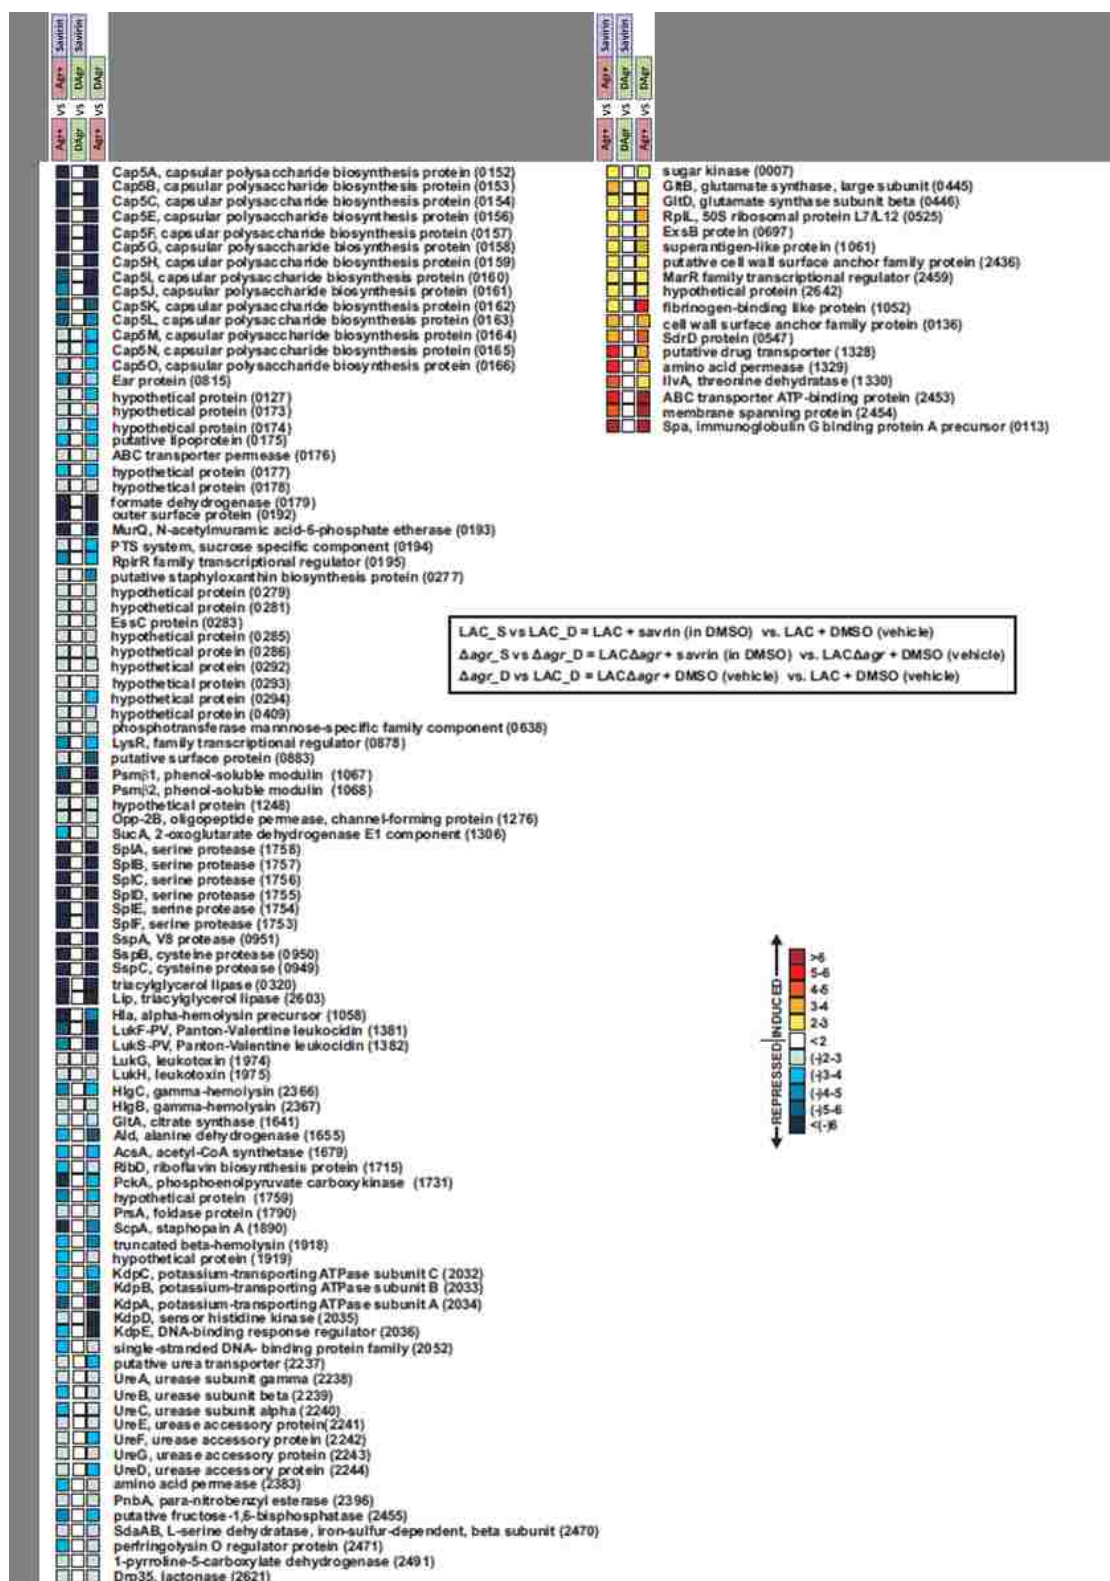 Savirin Savirin
Agr+ DAgr DAgr
VS VS VS
Agr+ DAgr Agr+
Cap5A, capsular polysaccharide biosynthesis protein (0152)
Cap5B, capsular polysaccharide biosynthesis protein (0153)
Cap5C, capsular polysaccharide biosynthesis protein (0154)
Cap5E, capsular polysaccharide biosynthesis protein (0156)
Cap5F, capsular polysaccharide biosynthesis protein (0157)
Cap5G, capsular polysaccharide biosynthesis protein (0158)
Cap5H, capsular polysaccharide biosynthesis protein (0159)
Cap5I, capsular polysaccharide biosynthesis protein (0160)
Cap5J, capsular polysaccharide biosynthesis protein (0161)
Cap5K, capsular polysaccharide biosynthesis protein (0162)
Cap5L, capsular polysaccharide biosynthesis protein (0163)
Cap5M, capsular polysaccharide biosynthesis protein (0164)
Cap5N, capsular polysaccharide biosynthesis protein (0165)
Cap5O, capsular polysaccharide biosynthesis protein (0166)
Ear protein (0815)
hypothetical protein (0127)
hypothetical protein (0173)
hypothetical protein (0174)
putative lipoprotein (0175)
ABC transporter permease (0176)
hypothetical protein (0177)
hypothetical protein (0178)
formate dehydrogenase (0179)
outer surface protein (0192)
MurQ, N-acetylmuramic acid-6-phosphate etherase (0193)
PTS system, sucrose specific component (0194)
RpirR family transcriptional regulator (0195)
putative staphyloxanthin biosynthesis protein (0277)
hypothetical protein (0279)
hypothetical protein (0281)
EssC protein (0283)
hypothetical protein (0285)
hypothetical protein (0286)
hypothetical protein (0292)
hypothetical protein (0293)
hypothetical protein (0294)
hypothetical protein (0409)
phosphotransferase mannnose-specific family component (0638)
LysR, family transcriptional regulator (0878)
putative surface protein (0883)
Psmβ1, phenol-soluble modulin (1067)
Psmβ2, phenol-soluble modulin (1068)
hypothetical protein (1248)
Opp-2B, oligopeptide permease, channel-forming protein (1276)
SucA, 2-oxoglutarate dehydrogenase E1 component (1306)
SplA, serine protease (1758)
SplB, serine protease (1757)
SplC, serine protease (1756)
SplD, serine protease (1755)
SplE, serine protease (1754)
SplF, serine protease (1753)
SspA, V8 protease (0951)
SspB, cysteine protease (0950)
SspC, cysteine protease (0949)
triacylglycerol lipase (0320)
Lip, triacylglycerol lipase (2603)
Hla, alpha-hemolysin precursor (1058)
LukF-PV, Panton-Valentine leukocidin (1381)
LukS-PV, Panton-Valentine leukocidin (1382)
LukG, leukotoxin (1974)
LukH, leukotoxin (1975)
HlgC, gamma-hemolysin (2366)
HlgB, gamma-hemolysin (2367)
GltA, citrate synthase (1641)
Ald, alanine dehydrogenase (1655)
AcsA, acetyl-CoA synthetase (1679)
RibD, riboflavin biosynthesis protein (1715)
PckA, phosphoenolpyruvate carboxykinase (1731)
hypothetical protein (1759)
PrsA, foldase protein (1790)
ScpA, staphopain A (1890)
truncated beta-hemolysin (1918)
hypothetical protein (1919)
KdpC, potassium-transporting ATPase subunit C (2032)
KdpB, potassium-transporting ATPase subunit B (2033)
KdpA, potassium-transporting ATPase subunit A (2034)
KdpD, sensor histidine kinase (2035)
KdpE, DNA-binding response regulator (2036)
single-stranded DNA- binding protein family (2052)
putative urea transporter (2237)
UreA, urease subunit gamma (2238)
UreB, urease subunit beta (2239)
UreC, urease subunit alpha (2240)
UreE, urease accessory protein(2241)
UreF, urease accessory protein (2242)
UreG, urease accessory protein (2243)
UreD, urease accessory protein (2244)
amino acid permease (2383)
PnbA, para-nitrobenzyl esterase (2396)
putative fructose-1,6-bisphosphatase (2455)
SdaAB, L-serine dehydratase, iron-sulfur-dependent, beta subunit (2470)
perfringolysin O regulator protein (2471)
1-pyrroline-5-carboxylate dehydrogenase (2491)
Drp35, lactonase (2621)
Savirin Savirin
Agr+ DAgr DAgr
VS VS VS
Agr+ DAgr Agr+
sugar kinase (0007)
GltB, glutamate synthase, large subunit (0445)
GltD, glutamate synthase subunit beta (0446)
RplL, 50S ribosomal protein L7/L12 (0525)
ExsB protein (0697)
superantigen-like protein (1061)
putative cell wall surface anchor family protein (2436)
MarR family transcriptional regulator (2459)
hypothetical protein (2642)
fibrinogen-binding like protein (1052)
cell wall surface anchor family protein (0136)
SdrD protein (0547)
putative drug transporter (1328)
amino acid permease (1329)
IlvA, threonine dehydratase (1330)
ABC transporter ATP-binding protein (2453)
membrane spanning protein (2454)
Spa, immunoglobulin G binding protein A precursor (0113)
LAC_S vs LAC_D = LAC + savrin (in DMSO) vs. LAC + DMSO (vehicle)
Δagr_S vs Δagr_D = LACΔagr + savrin (in DMSO) vs. LACΔagr + DMSO (vehicle)
Δagr_D vs LAC_D = LACΔagr + DMSO (vehicle) vs. LAC + DMSO (vehicle)
REPRESSED INDUCED
>6
5-6
4-5
3-4
2-3
<2
(-)2-3
(-)3-4
(-)4-5
(-)5-6
<(-)6